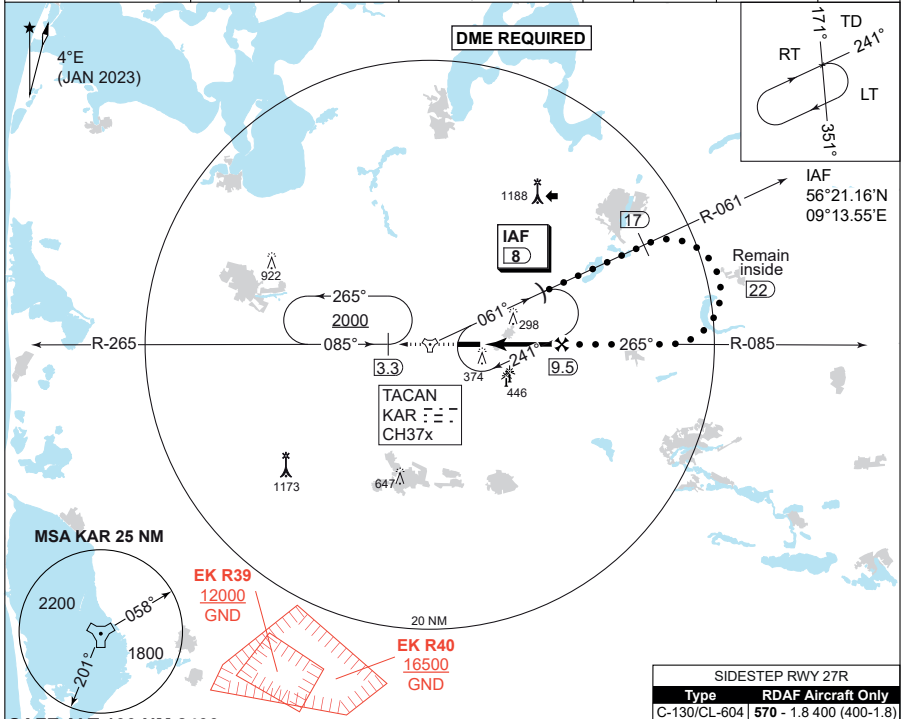 DME REQUIRED
4°E
(JAN 2023)
171°
TD
241°
RT
LT
351°
1188
IAF
8
17
R-061
IAF
56°21.16'N
09°13.55'E
Remain
inside
22
922
265°
2000
085°
061°
298
R-265
3.3
374
241°
446
9.5
265°
R-085
TACAN
KAR
CH37x
1173
647
MSA KAR 25 NM
2200
058°
1800
201°
EK R39
12000
GND
EK R40
16500
GND
20 NM
SIDESTEP RWY 27R
Type RDAF Aircraft Only
C-130/CL-604 570 - 1.8 400 (400-1.8)